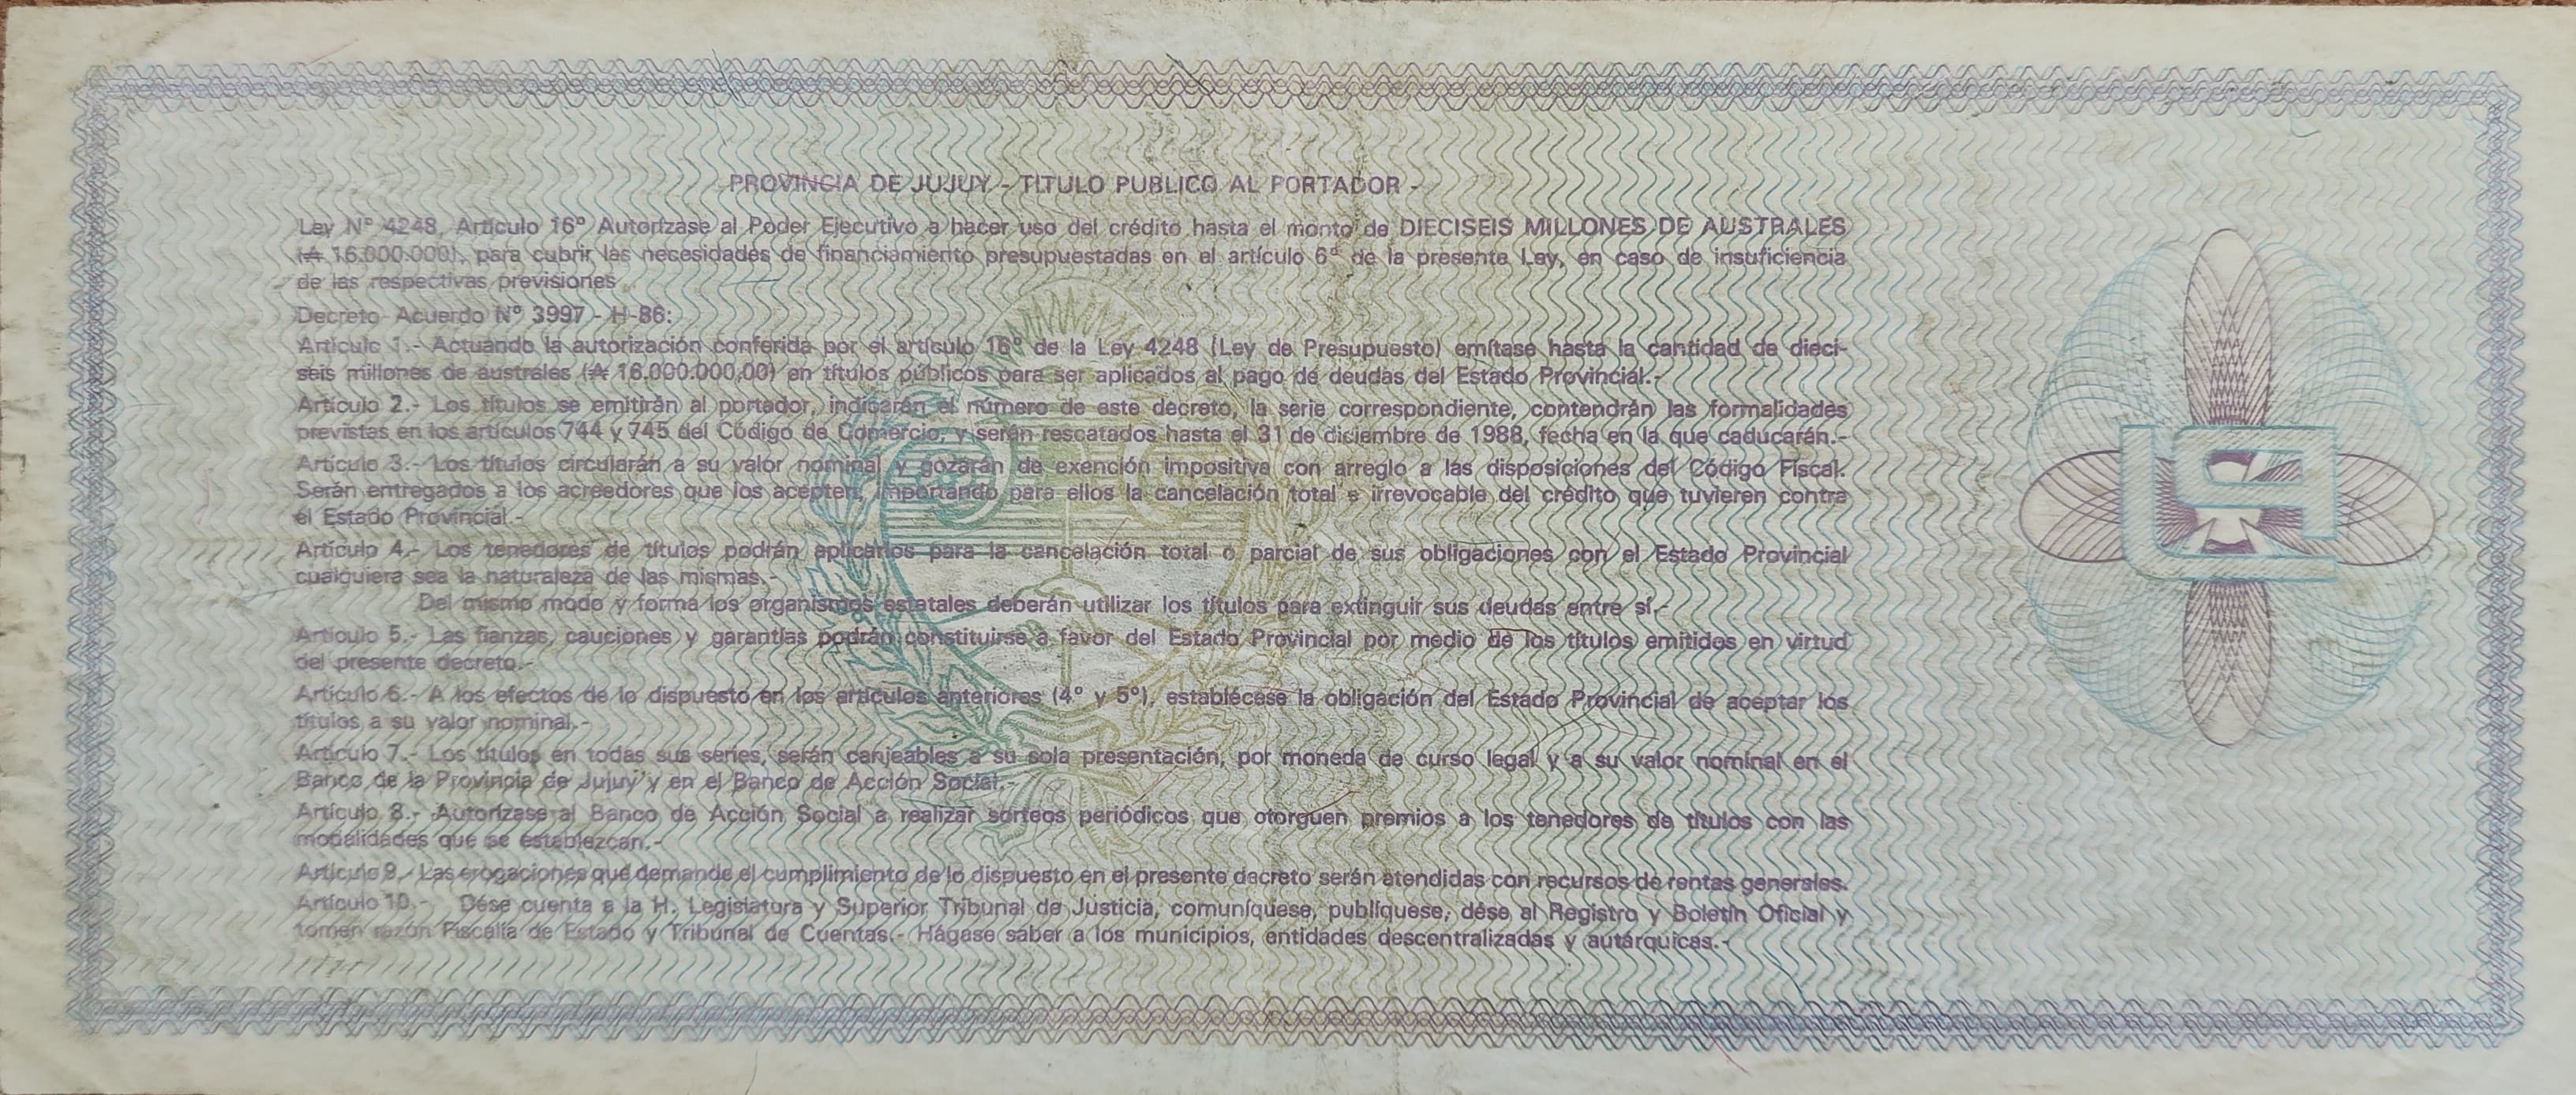 PROVINCIA DE JUJUY - TITULO PUBLICO AL PORTADOR -
Ley Nº 4248, Artículo 16º Autorízase al Poder Ejecutivo a hacer uso del crédito hasta el monto de DIECISEIS MILLONES DE AUSTRALES
(₳ 16.000.000), para cubrir las necesidades de financiamiento presupuestadas en el artículo 6º de la presente Ley, en caso de insuficiencia
de las respectivas previsiones
Decreto Acuerdo Nº 3997 - H-86:
Artículo 1.- Actuando la autorización conferida por el artículo 16º de la Ley 4248 (Ley de Presupuesto) emítase hasta la cantidad de dieci-
seis millones de australes (₳ 16.000.000,00) en títulos públicos para ser aplicados al pago de deudas del Estado Provincial.-
Artículo 2.- Los títulos se emitirán al portador, indicarán el número de este decreto, la serie correspondiente, contendrán las formalidades
previstas en los artículos 744 y 745 del Código de Comercio, y serán rescatados hasta el 31 de diciembre de 1988, fecha en la que caducarán.-
Artículo 3.- Los títulos circularán a su valor nominal y gozarán de exención impositiva con arreglo a las disposiciones del Código Fiscal.
Serán entregados a los acreedores que los acepten, importando para ellos la cancelación total e irrevocable del crédito que tuvieren contra
el Estado Provincial.-
Artículo 4.- Los tenedores de títulos podrán aplicarlos para la cancelación total o parcial de sus obligaciones con el Estado Provincial
cualquiera sea la naturaleza de las mismas.-
Del mismo modo y forma los organismos estatales deberán utilizar los títulos para extinguir sus deudas entre sí.-
Artículo 5.- Las fianzas, cauciones y garantías podrán constituirse a favor del Estado Provincial por medio de los títulos emitidos en virtud
del presente decreto.-
Artículo 6.- A los efectos de lo dispuesto en los artículos anteriores (4º y 5º), establécese la obligación del Estado Provincial de aceptar los
títulos a su valor nominal.-
Artículo 7.- Los títulos en todas sus series, serán canjeables a su sola presentación, por moneda de curso legal y a su valor nominal en el
Banco de la Provincia de Jujuy y en el Banco de Acción Social.-
Artículo 8.- Autorízase al Banco de Acción Social a realizar sorteos periódicos que otorguen premios a los tenedores de títulos con las
modalidades que se establezcan.-
Artículo 9.- Las erogaciones que demande el cumplimiento de lo dispuesto en el presente decreto serán atendidas con recursos de rentas generales.
Artículo 10.- Dése cuenta a la H. Legislatura y Superior Tribunal de Justicia, comuníquese, publíquese, dése al Registro y Boletín Oficial y
tomen razón Fiscalía de Estado y Tribunal de Cuentas.- Hágase saber a los municipios, entidades descentralizadas y autárquicas.-